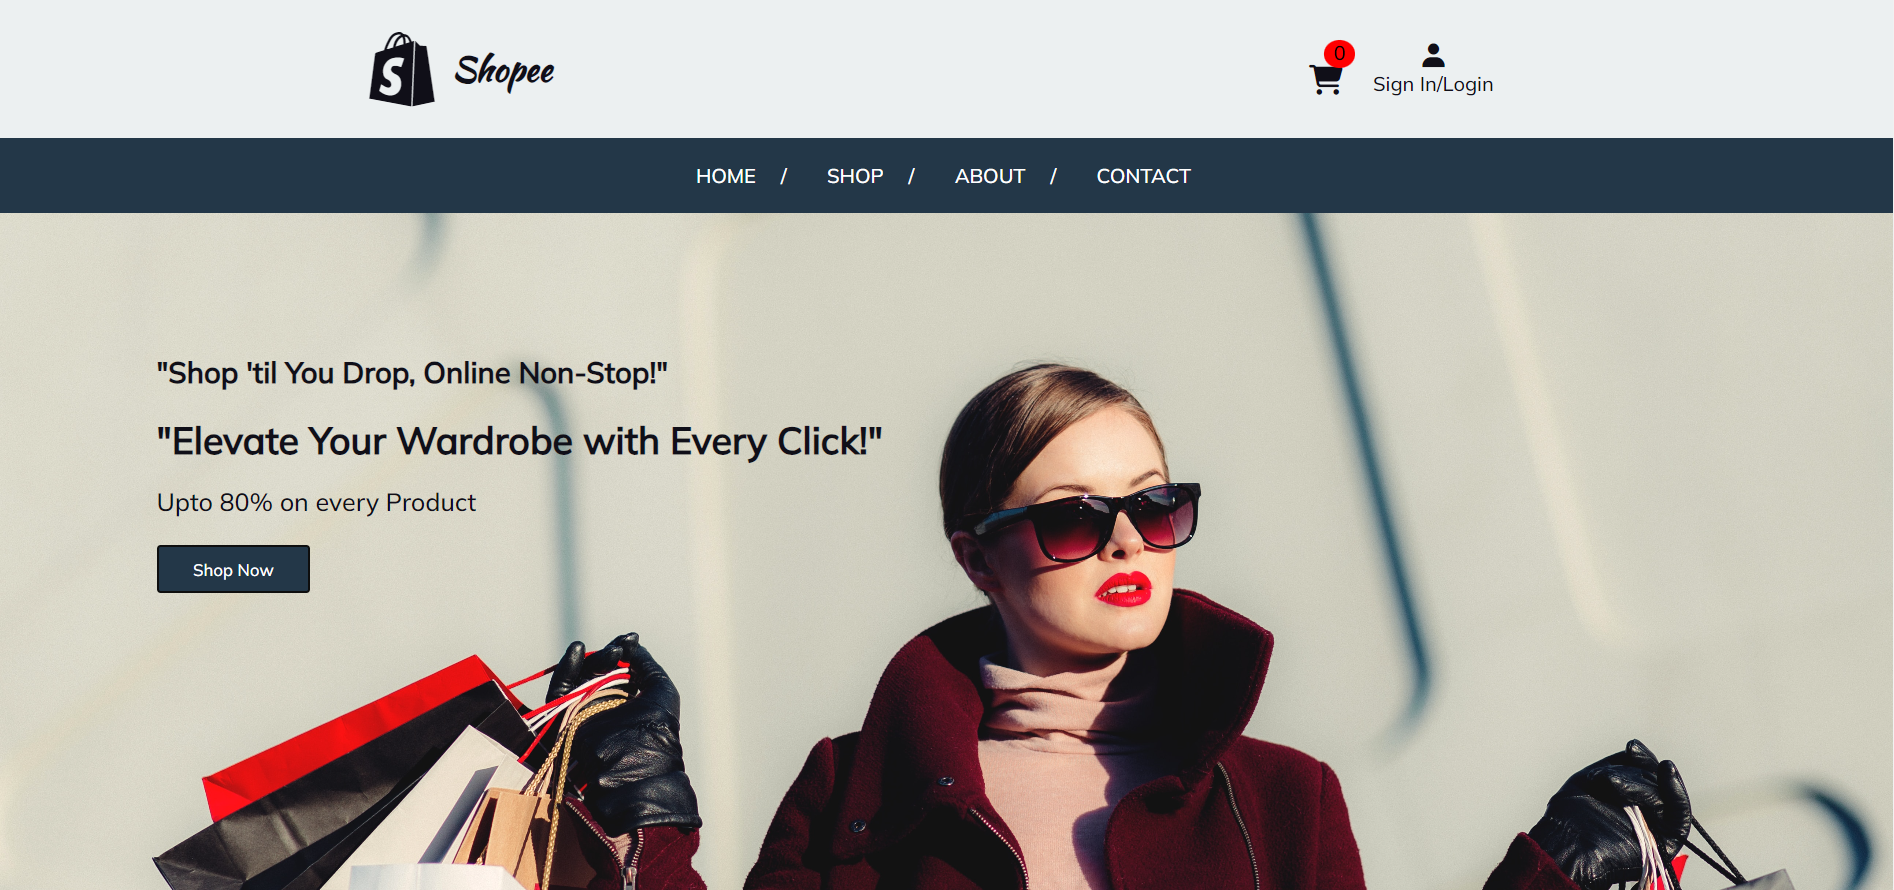 S
Shopee
0
Sign In/Login
HOME / SHOP / ABOUT / CONTACT
"Shop 'til You Drop, Online Non-Stop!"
"Elevate Your Wardrobe with Every Click!"
Upto 80% on every Product
Shop Now